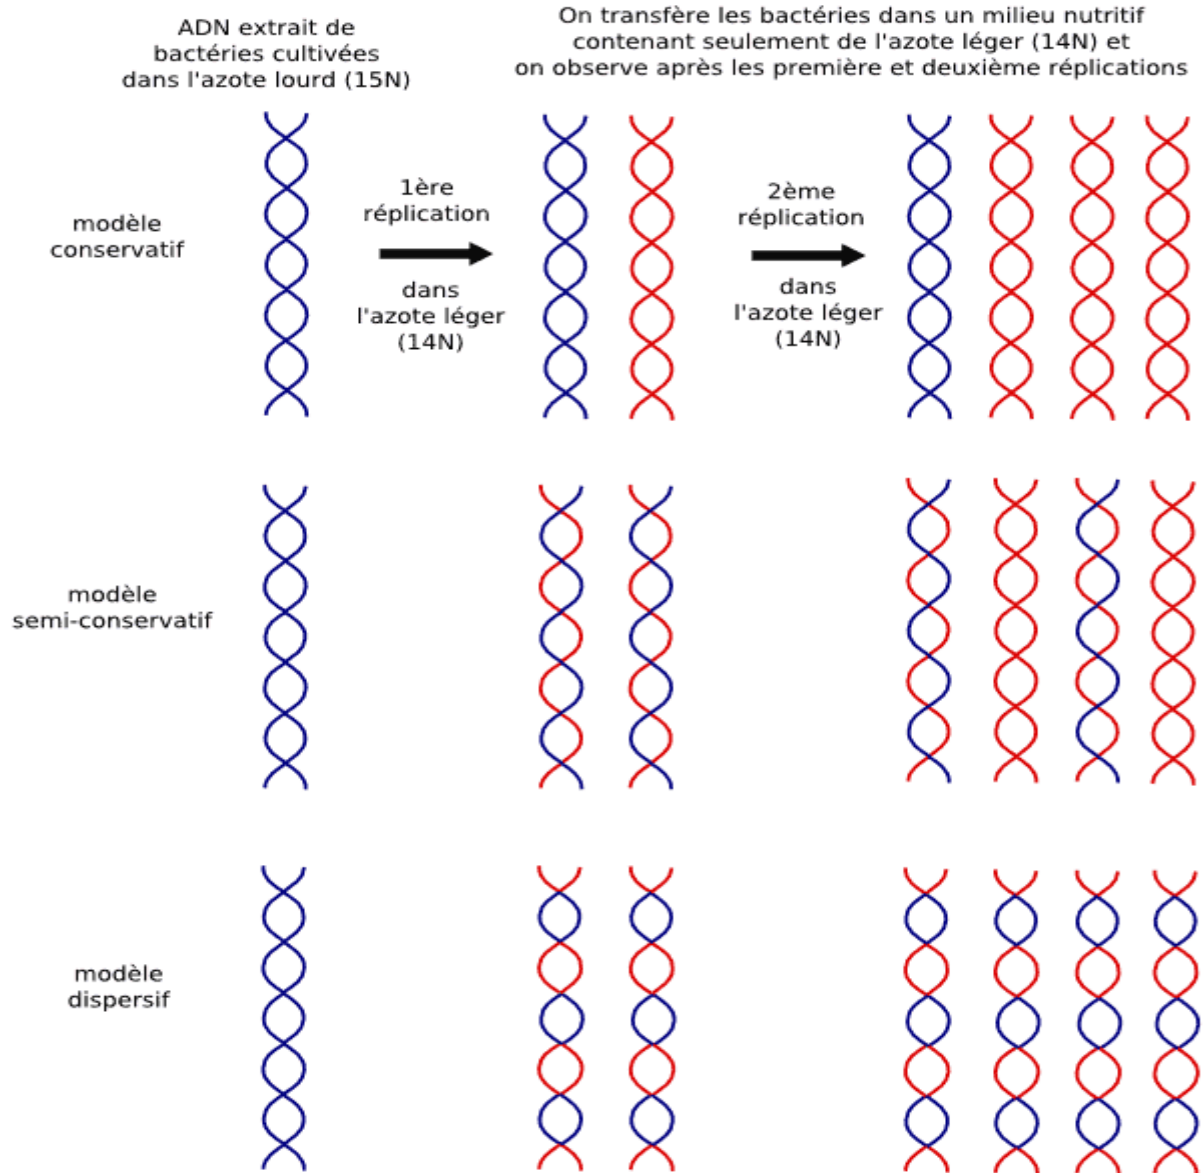 ADN extrait de
bactéries cultivées
dans l'azote lourd (15N)
On transfère les bactéries dans un milieu nutritif
contenant seulement de l'azote léger (14N) et
on observe après les première et deuxième réplications
modèle
conservatif
1ère
réplication
dans
l'azote léger
(14N)
2ème
réplication
dans
l'azote léger
(14N)
modèle
semi-conservatif
modèle
dispersif